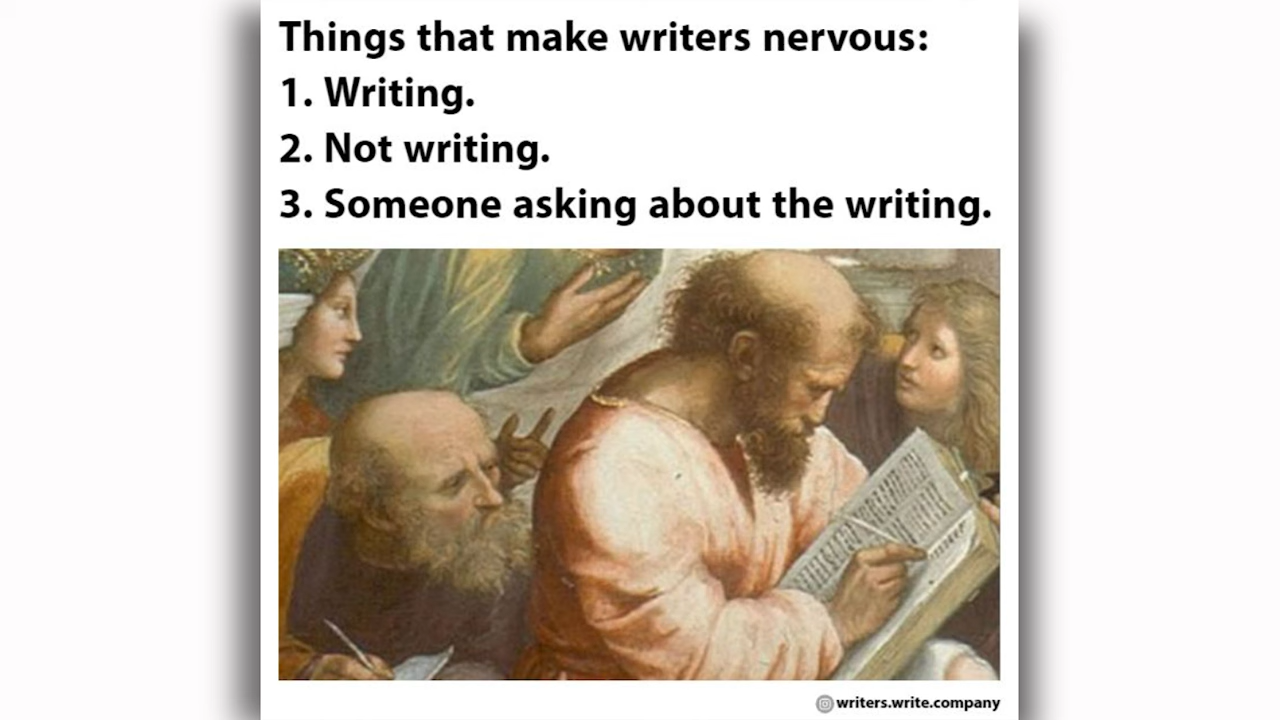 Things that make writers nervous:
1. Writing.
2. Not writing.
3. Someone asking about the writing.
writers.write.company